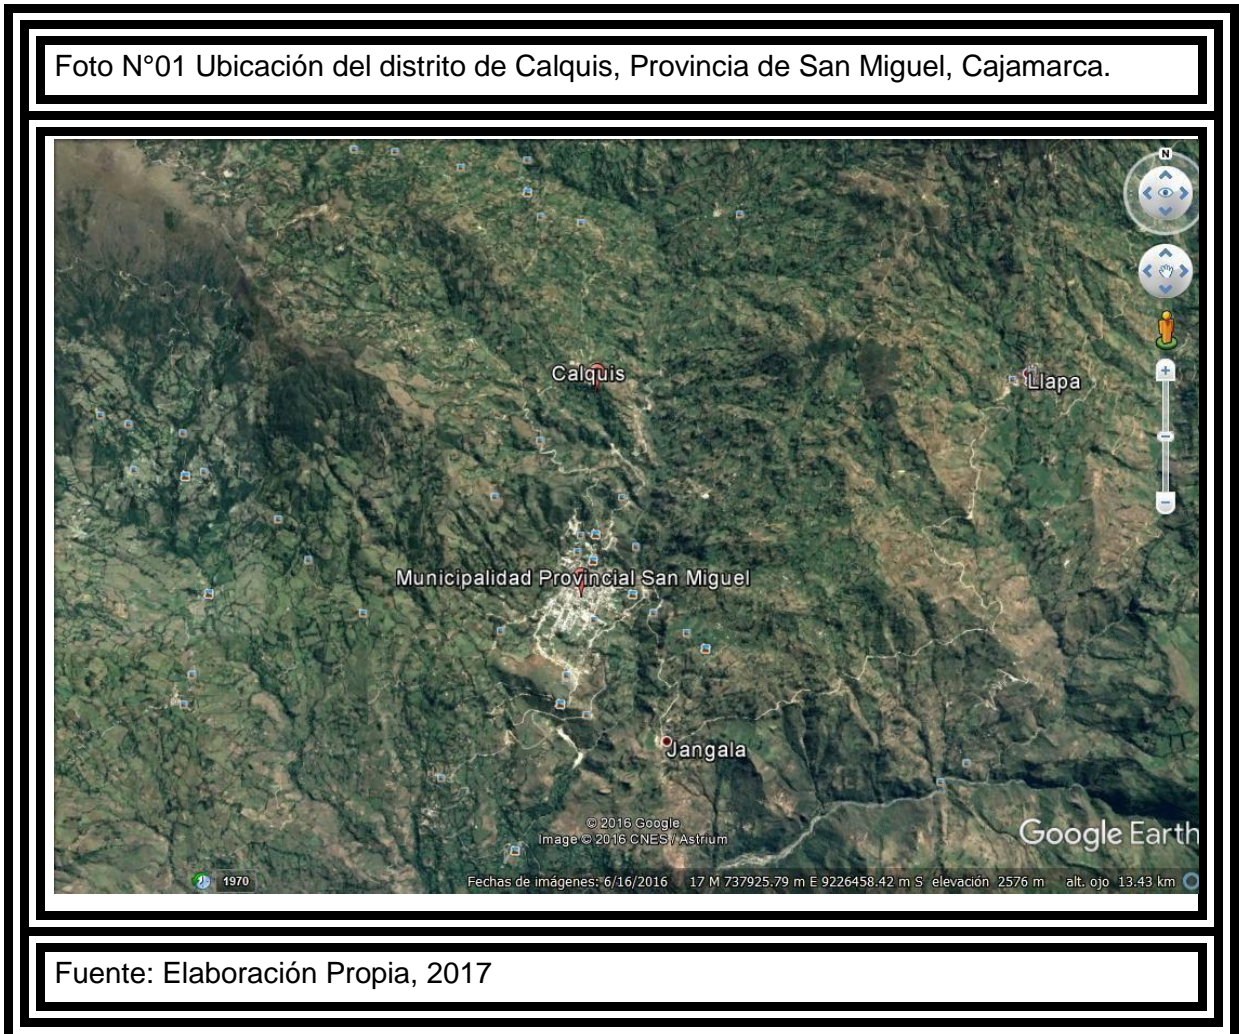 Foto N°01 Ubicación del distrito de Calquis, Provincia de San Miguel, Cajamarca.
N
Calquis
Llapa
Municipalidad Provincial San Miguel
Jangala
© 2016 Google
Image © 2016 CNES / Astrium
Google Earth
1970
Fechas de imágenes: 6/16/2016 17 M 737925.79 m E 9226458.42 m S elevación 2576 m alt. ojo 13.43 km
Fuente: Elaboración Propia, 2017